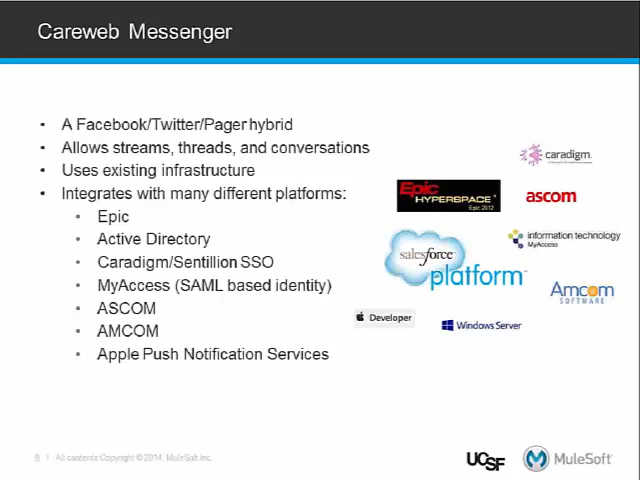 Careweb Messenger
• A Facebook/Twitter/Pager hybrid
• Allows streams, threads, and conversations
• Uses existing infrastructure
• Integrates with many different platforms:
• Epic
• Active Directory
• Caradigm/Sentillion SSO
• MyAccess (SAML based identity)
• ASCOM
• AMCOM
• Apple Push Notification Services
caradigm.
Epic
HYPERSPACE
Epic 2012
ascom
information technology
MyAccess
salesforce
platform
Amcom
SOFTWARE
Developer
Windows Server
All contents Copyright © 2014, MuleSoft Inc.
UCSF
MuleSoft